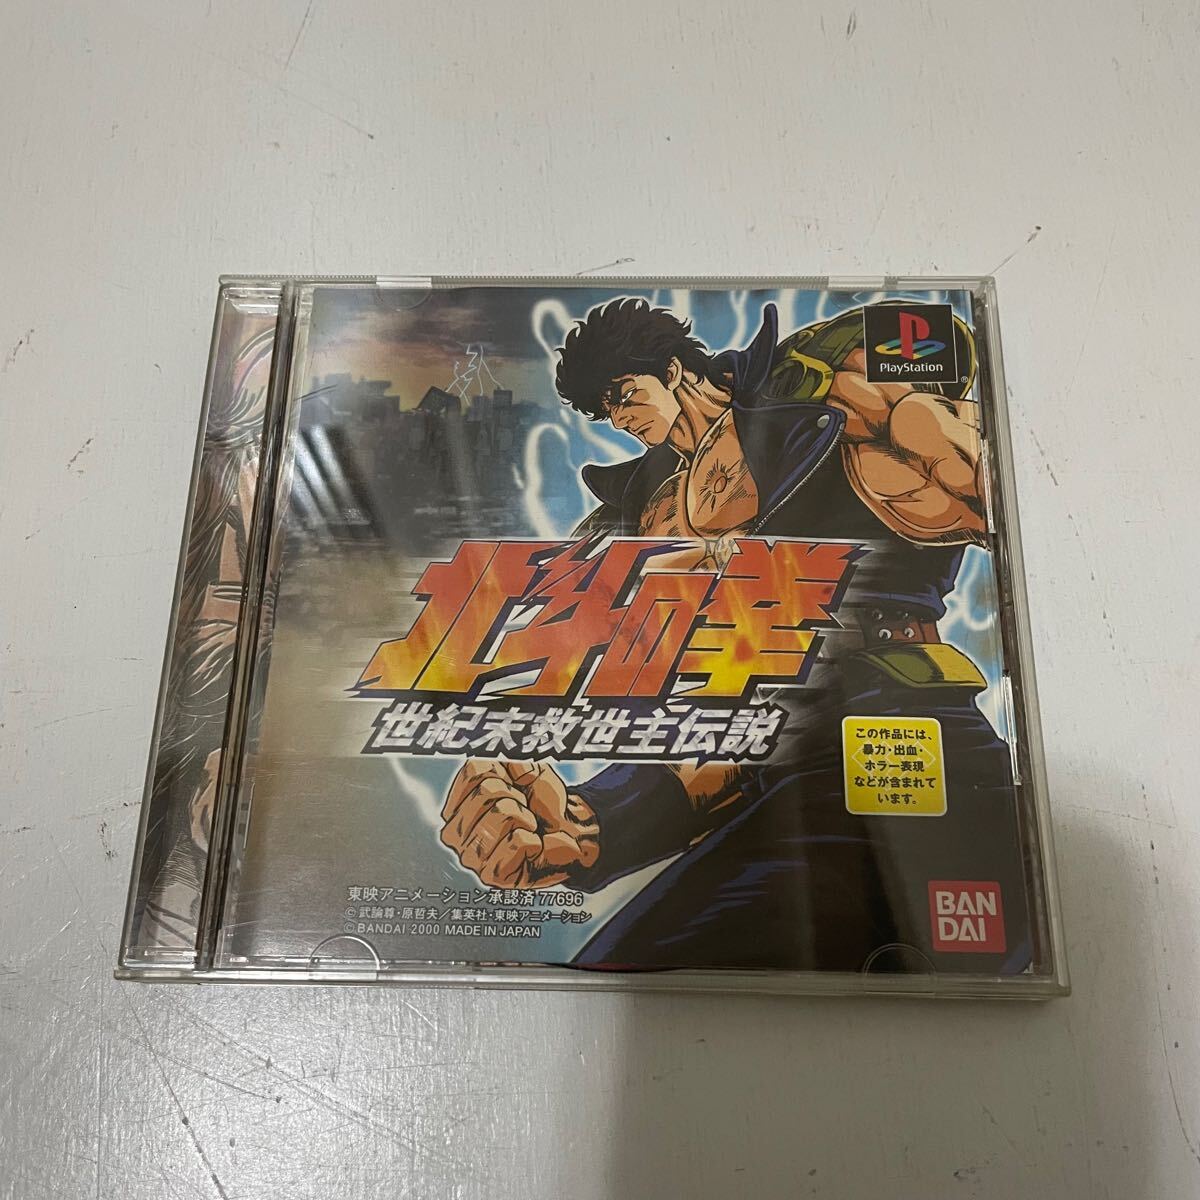 PlayStation
®
北斗の拳
世紀末救世主伝説
この作品には、
暴力・出血・
ホラー表現
などが含まれて
います。
東映アニメーション承認済 77696
© 武論尊・原哲夫／集英社・東映アニメーション
© BANDAI 2000 MADE IN JAPAN
BAN
DAI